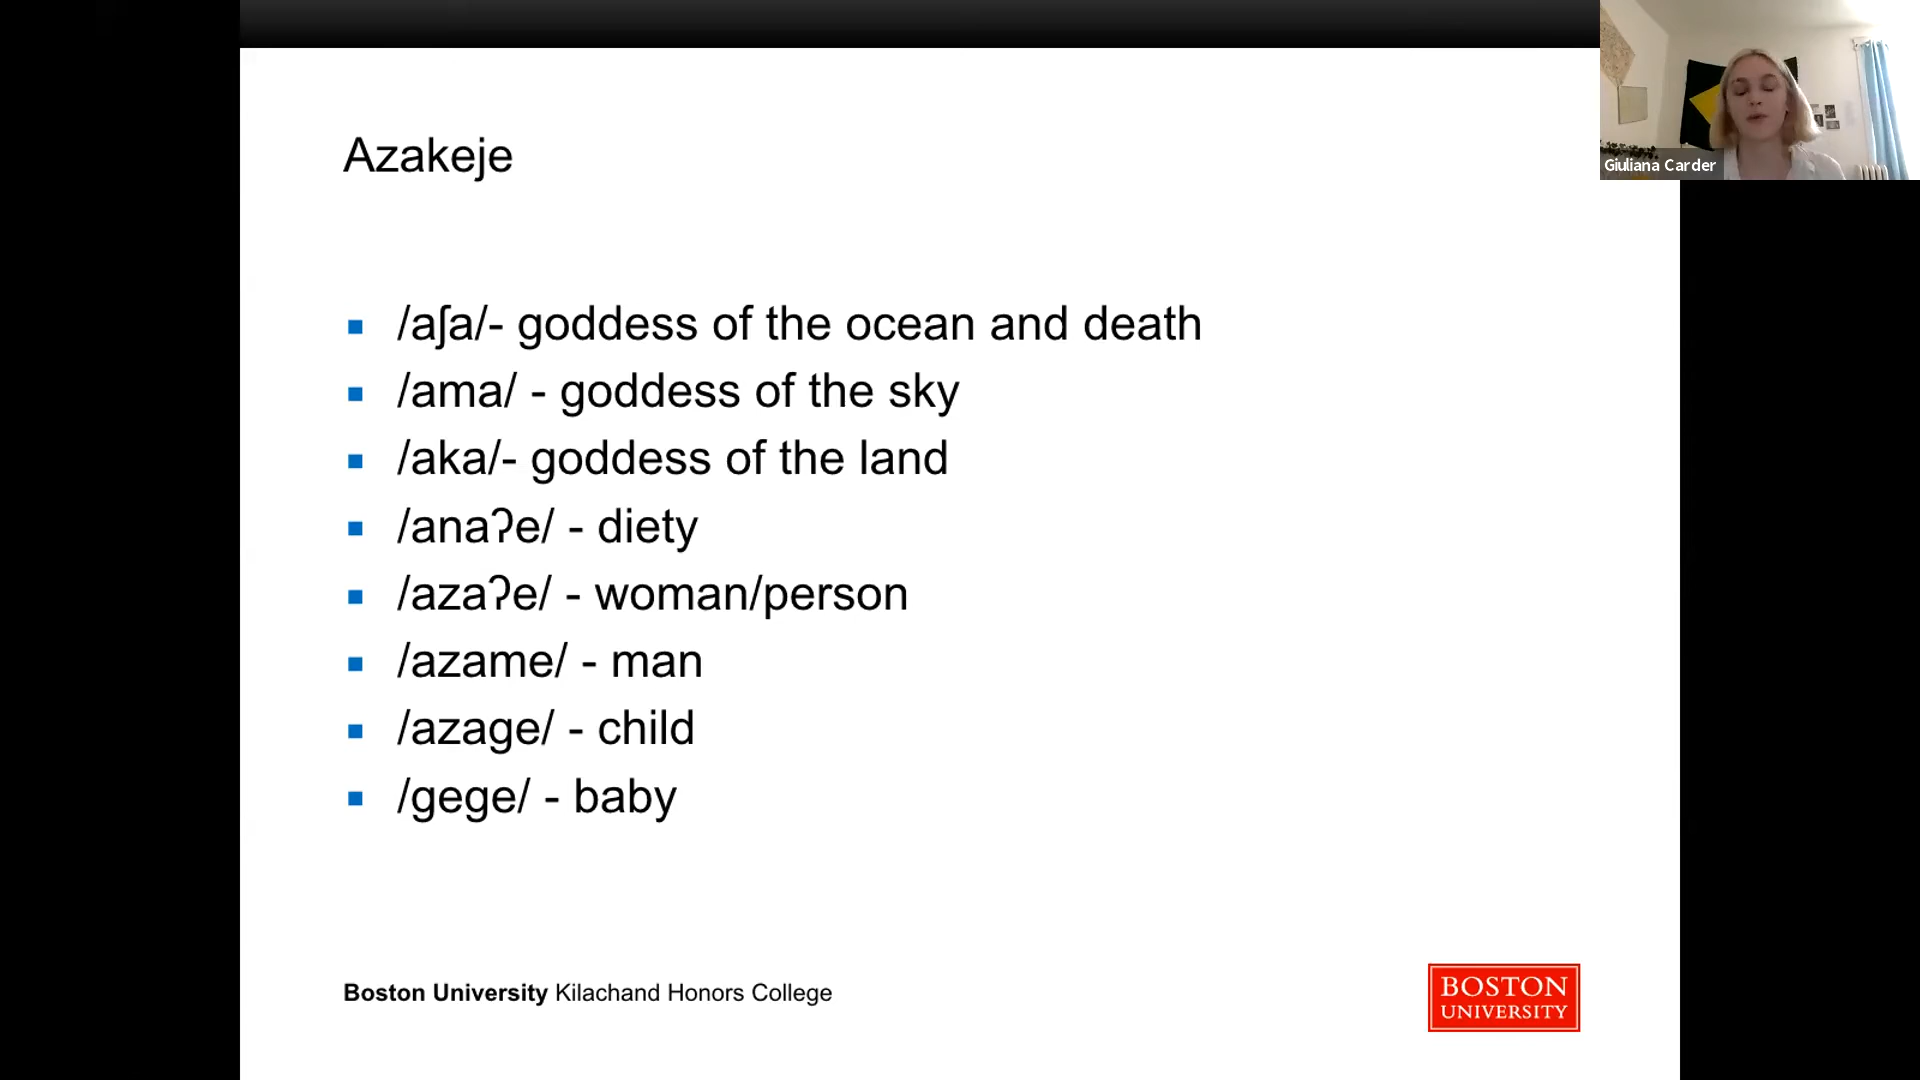 Azakeje
/aʃa/- goddess of the ocean and death
/ama/ - goddess of the sky
/aka/- goddess of the land
/anaʔe/ - diety
/azaʔe/ - woman/person
/azame/ - man
/azage/ - child
/gege/ - baby
Boston University Kilachand Honors College
BOSTON
UNIVERSITY
Giuliana Carder